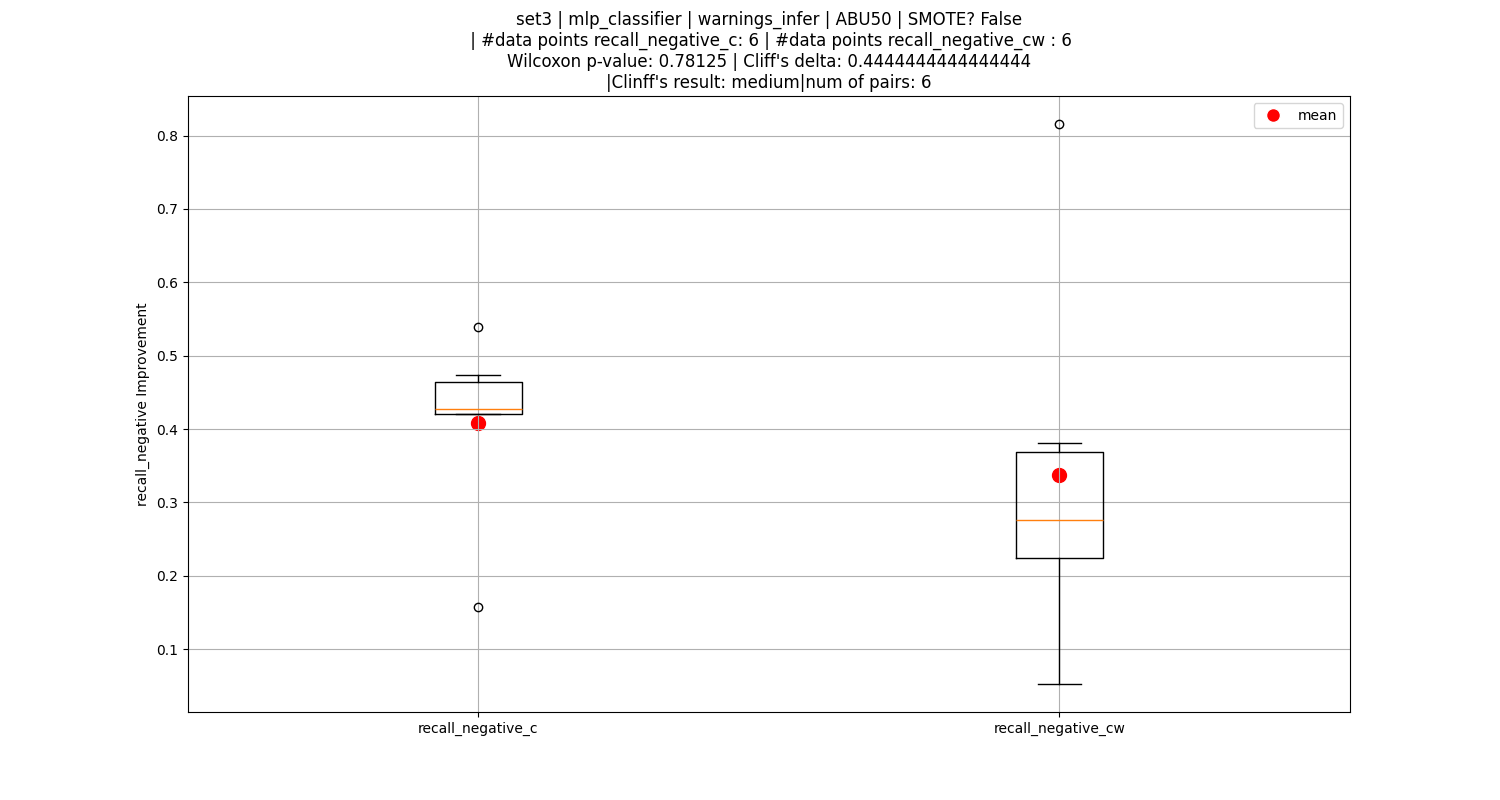 set3 | mlp_classifier | warnings_infer | ABU50 | SMOTE? False
| #data points recall_negative_c: 6 | #data points recall_negative_cw : 6
Wilcoxon p-value: 0.78125 | Cliff's delta: 0.4444444444444444
|Clinff's result: medium|num of pairs: 6
mean
0.8
0.7
0.6
0.5
0.4
0.3
0.2
0.1
recall_negative Improvement
recall_negative_c
recall_negative_cw